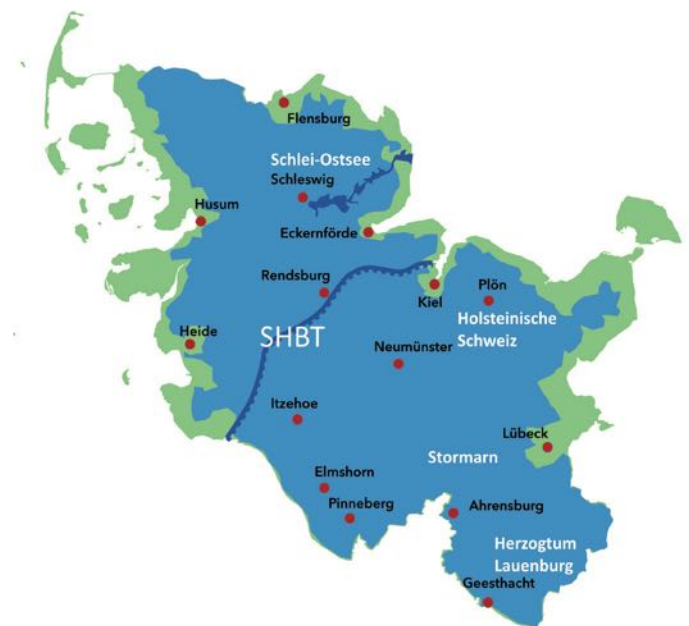 Flensburg
Schlei-Ostsee
Schleswig
Husum
Eckernförde
Rendsburg
Kiel
Plön
Holsteinische
Schweiz
Heide
SHBT
Neumünster
Itzehoe
Lübeck
Stormarn
Elmshorn
Pinneberg
Ahrensburg
Herzogtum
Lauenburg
Geesthacht